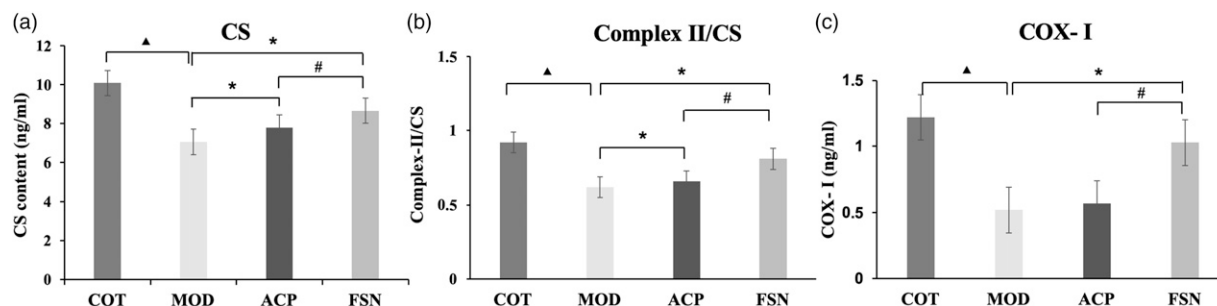 (a)
CS
CS content (ng/ml)
12
10
8
6
4
2
0
▲
*
*
#
COT MOD ACP FSN
(b)
Complex II/CS
Complex-II/CS
1.5
1
0.5
0
▲
*
*
#
COT MOD ACP FSN
(c)
COX- I
COX- I (ng/ml)
1.5
1
0.5
0
▲
*
#
COT MOD ACP FSN